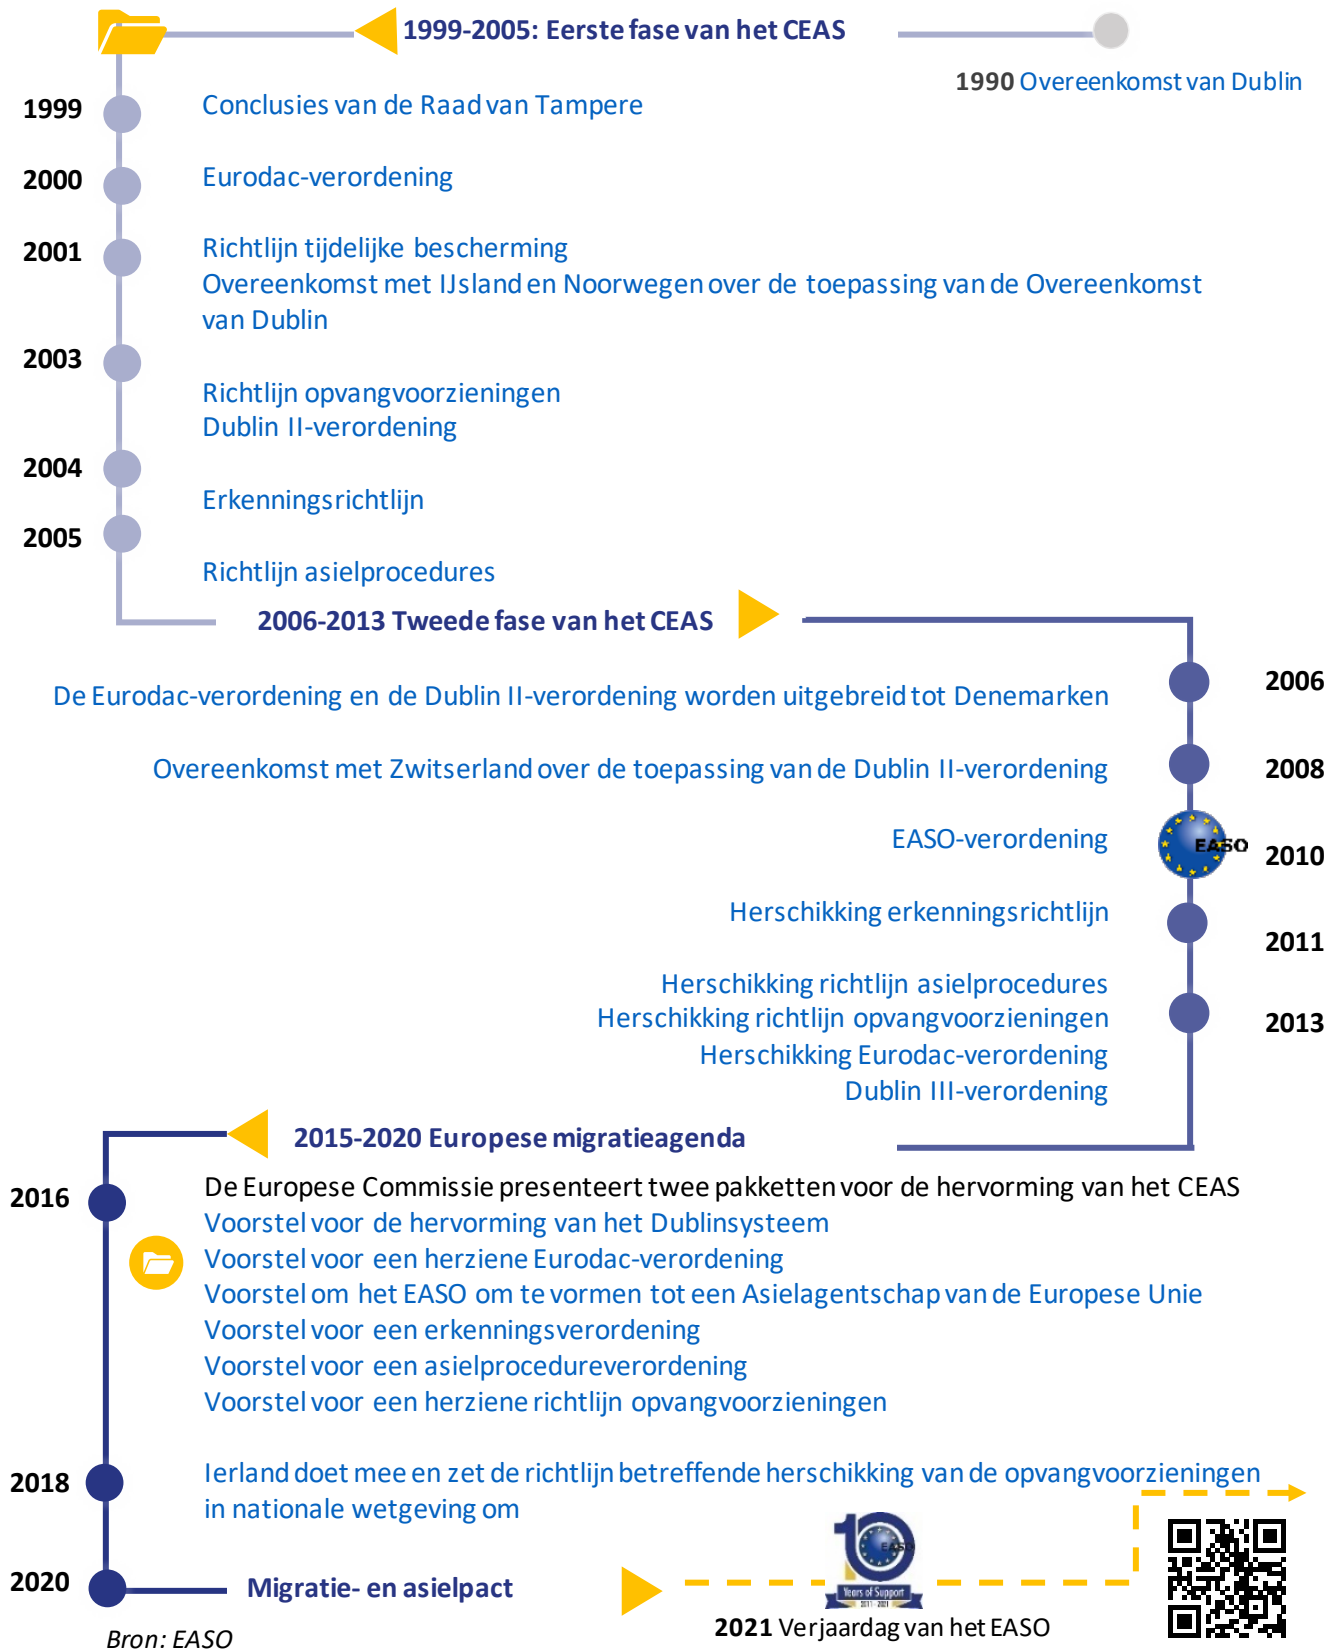 1999-2005: Eerste fase van het CEAS
1990 Overeenkomst van Dublin
1999
Conclusies van de Raad van Tampere
2000
Eurodac-verordening
2001
Richtlijn tijdelijke bescherming
Overeenkomst met IJsland en Noorwegen over de toepassing van de Overeenkomst
van Dublin
2003
Richtlijn opvangvoorzieningen
Dublin II-verordening
2004
Erkenningsrichtlijn
2005
Richtlijn asielprocedures
2006-2013 Tweede fase van het CEAS
De Eurodac-verordening en de Dublin II-verordening worden uitgebreid tot Denemarken
2006
Overeenkomst met Zwitserland over de toepassing van de Dublin II-verordening
2008
EASO-verordening
EASO
2010
Herschikking erkenningsrichtlijn
2011
Herschikking richtlijn asielprocedures
Herschikking richtlijn opvangvoorzieningen
2013
Herschikking Eurodac-verordening
Dublin III-verordening
2015-2020 Europese migratieagenda
2016
De Europese Commissie presenteert twee pakketten voor de hervorming van het CEAS
Voorstel voor de hervorming van het Dublinsysteem
Voorstel voor een herziene Eurodac-verordening
Voorstel om het EASO om te vormen tot een Asielagentschap van de Europese Unie
Voorstel voor een erkenningsverordening
Voorstel voor een asielprocedureverordening
Voorstel voor een herziene richtlijn opvangvoorzieningen
2018
Ierland doet mee en zet de richtlijn betreffende herschikking van de opvangvoorzieningen
in nationale wetgeving om
2020
Migratie- en asielpact
10
EASO
Years of Support
2011 - 2021
2021 Verjaardag van het EASO
Bron: EASO